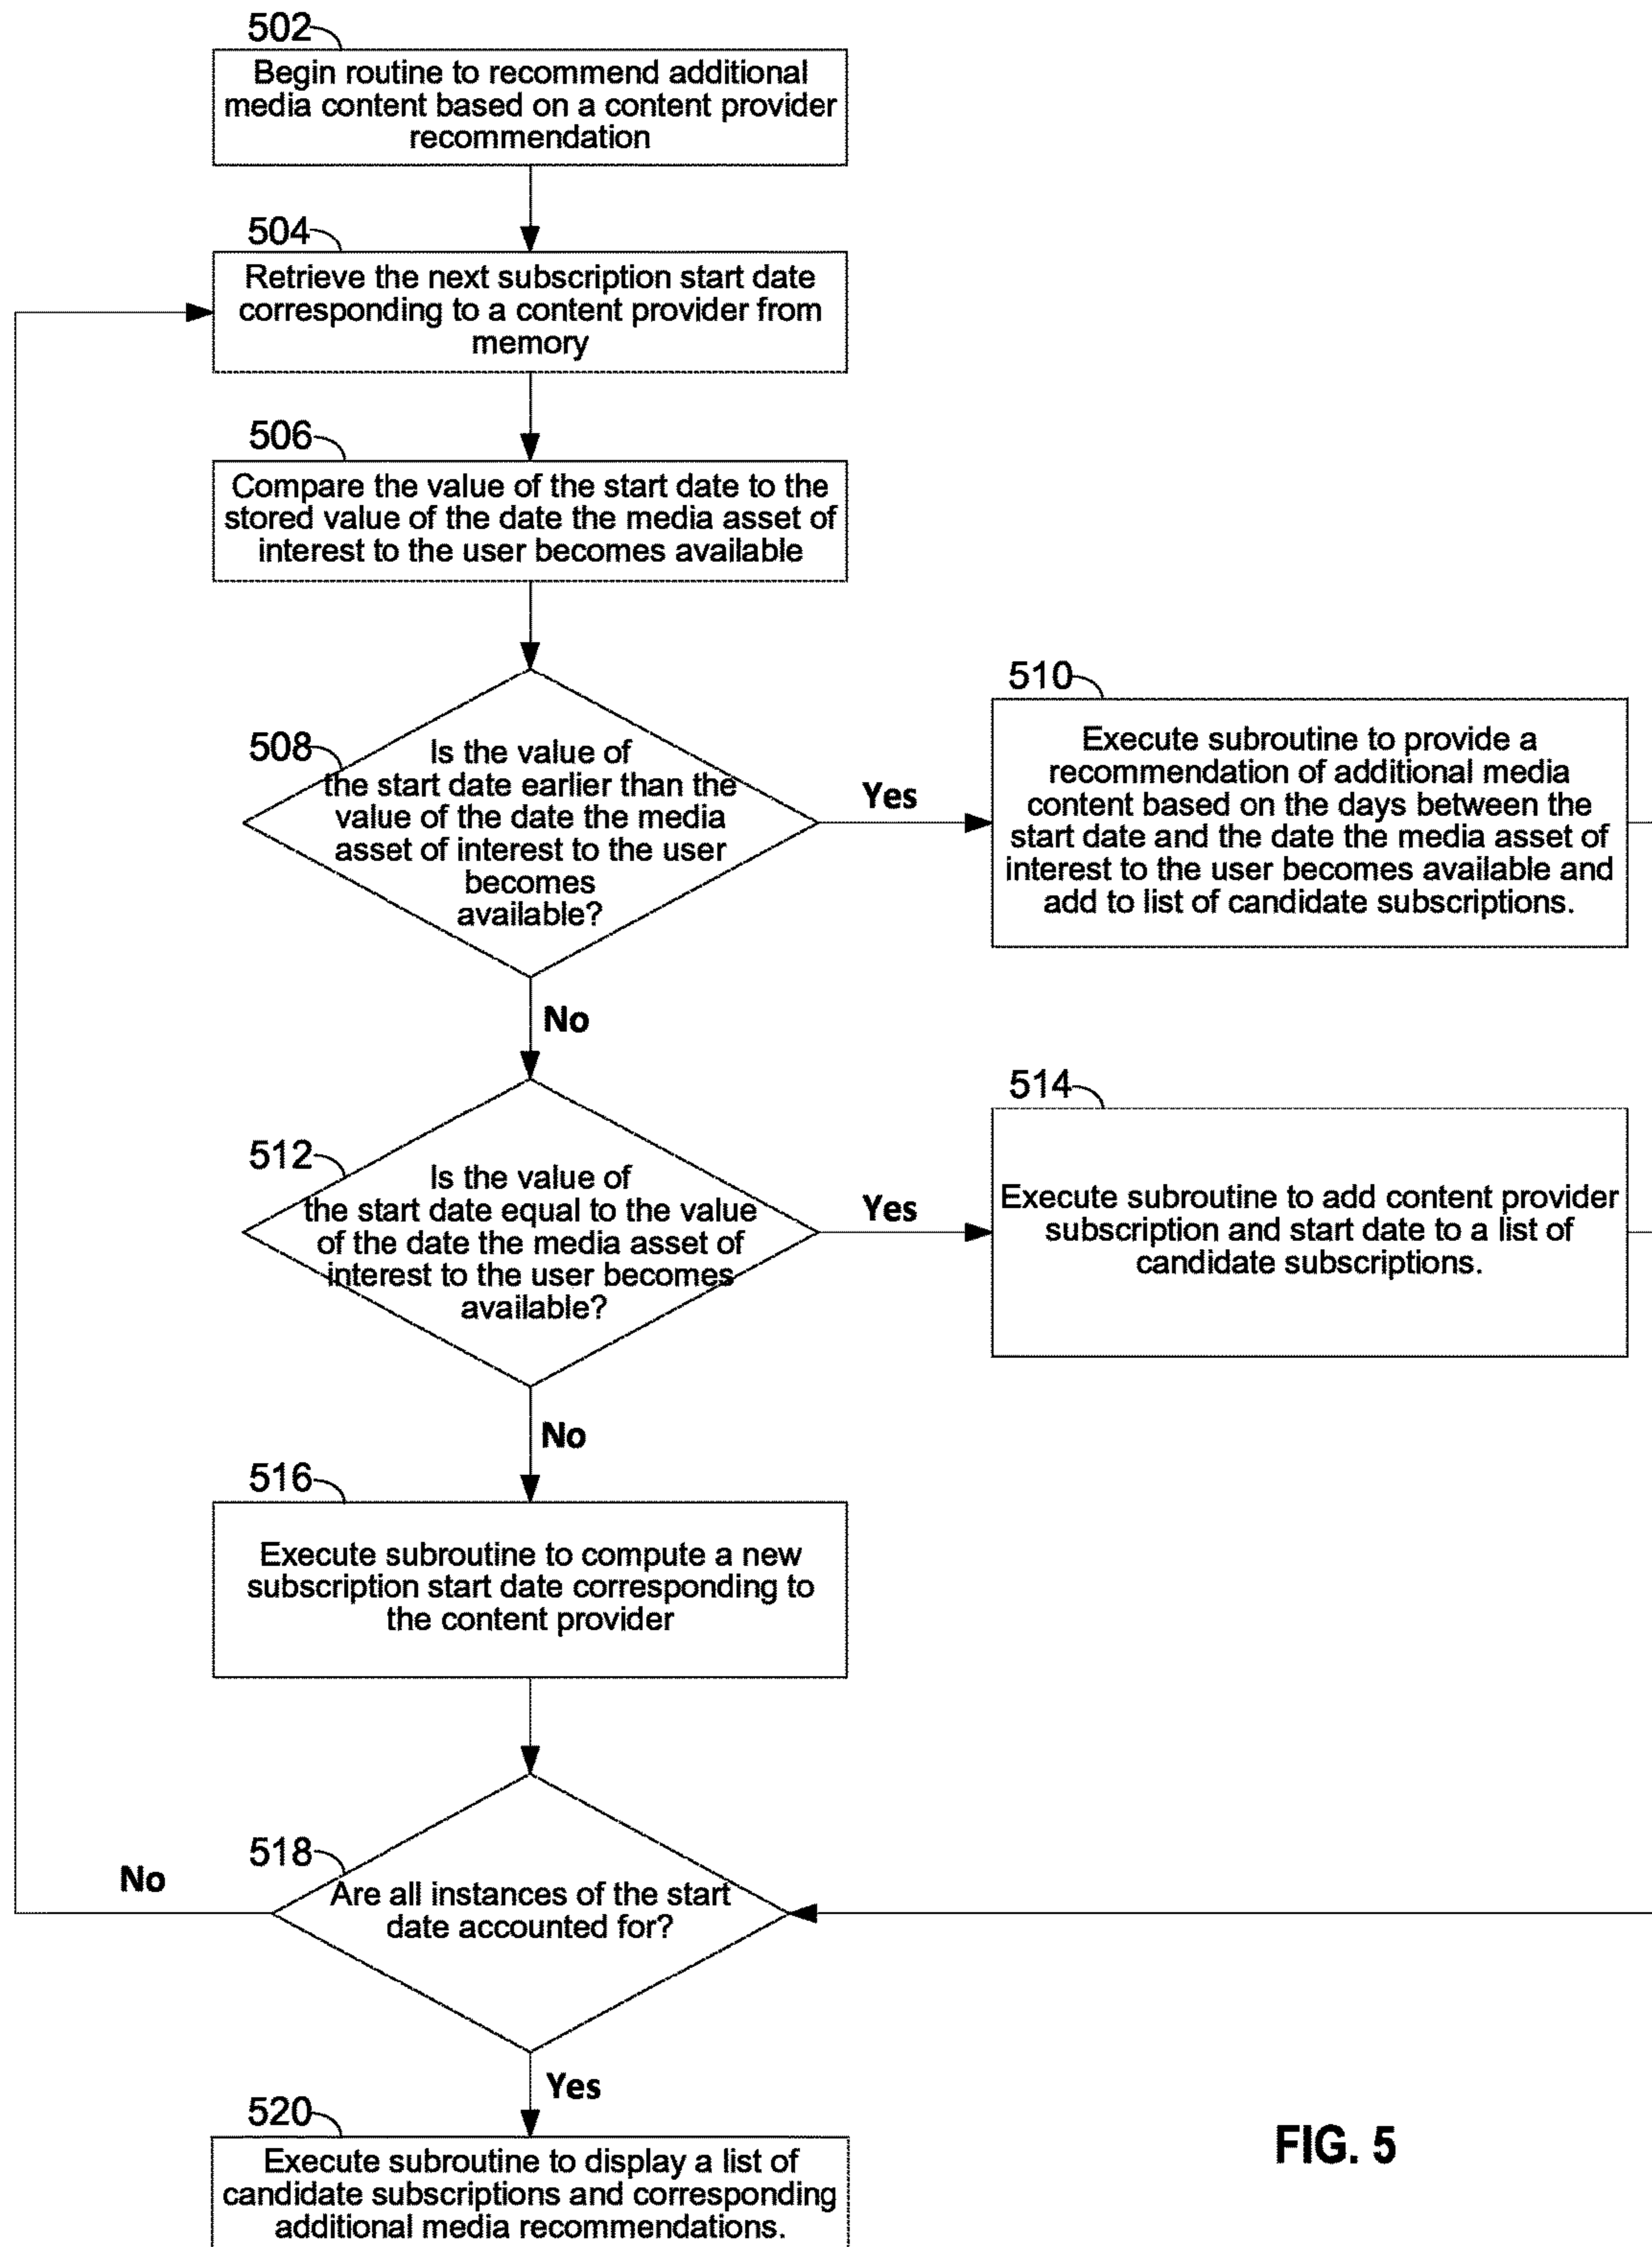 502
Begin routine to recommend additional
media content based on a content provider
recommendation
504
Retrieve the next subscription start date
corresponding to a content provider from
memory
506
Compare the value of the start date to the
stored value of the date the media asset of
interest to the user becomes available
508
Is the value of
the start date earlier than the
value of the date the media
asset of interest to the user
becomes
available?
Yes
510
Execute subroutine to provide a
recommendation of additional media
content based on the days between the
start date and the date the media asset of
interest to the user becomes available and
add to list of candidate subscriptions.
No
512
Is the value of
the start date equal to the value
of the date the media asset of
interest to the user becomes
available?
Yes
514
Execute subroutine to add content provider
subscription and start date to a list of
candidate subscriptions.
No
516
Execute subroutine to compute a new
subscription start date corresponding to
the content provider
518
Are all instances of the start
date accounted for?
No
Yes
520
Execute subroutine to display a list of
candidate subscriptions and corresponding
additional media recommendations.
FIG. 5